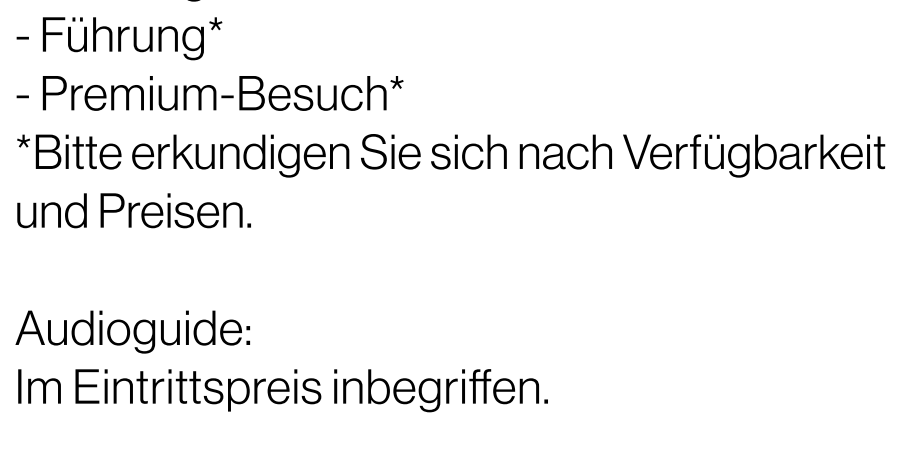 - Führung*
- Premium-Besuch*
*Bitte erkundigen Sie sich nach Verfügbarkeit
und Preisen.
Audioguide:
Im Eintrittspreis inbegriffen.